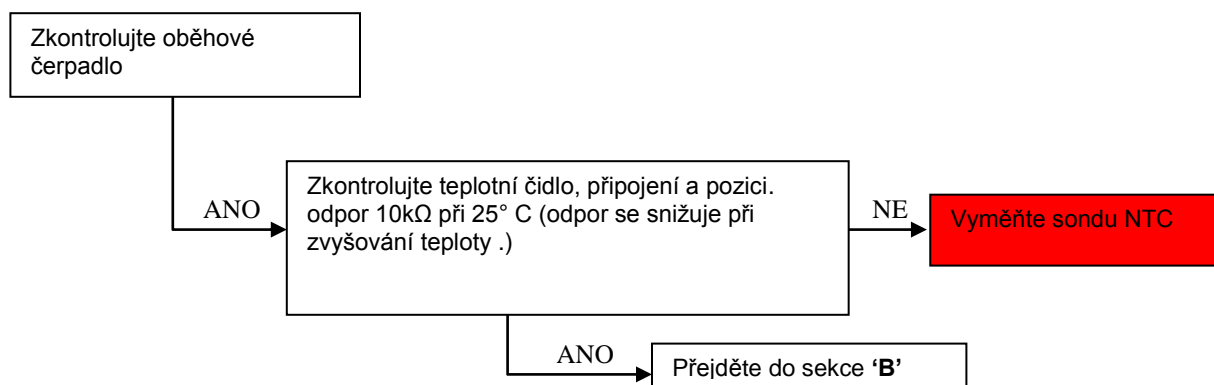 Zkontrolujte oběhové
čerpadlo
ANO
Zkontrolujte teplotní čidlo, připojení a pozici.
odpor 10kΩ při 25° C (odpor se snižuje při
zvyšování teploty .)
NE
Vyměňte sondu NTC
ANO
Přejděte do sekce ‘B’